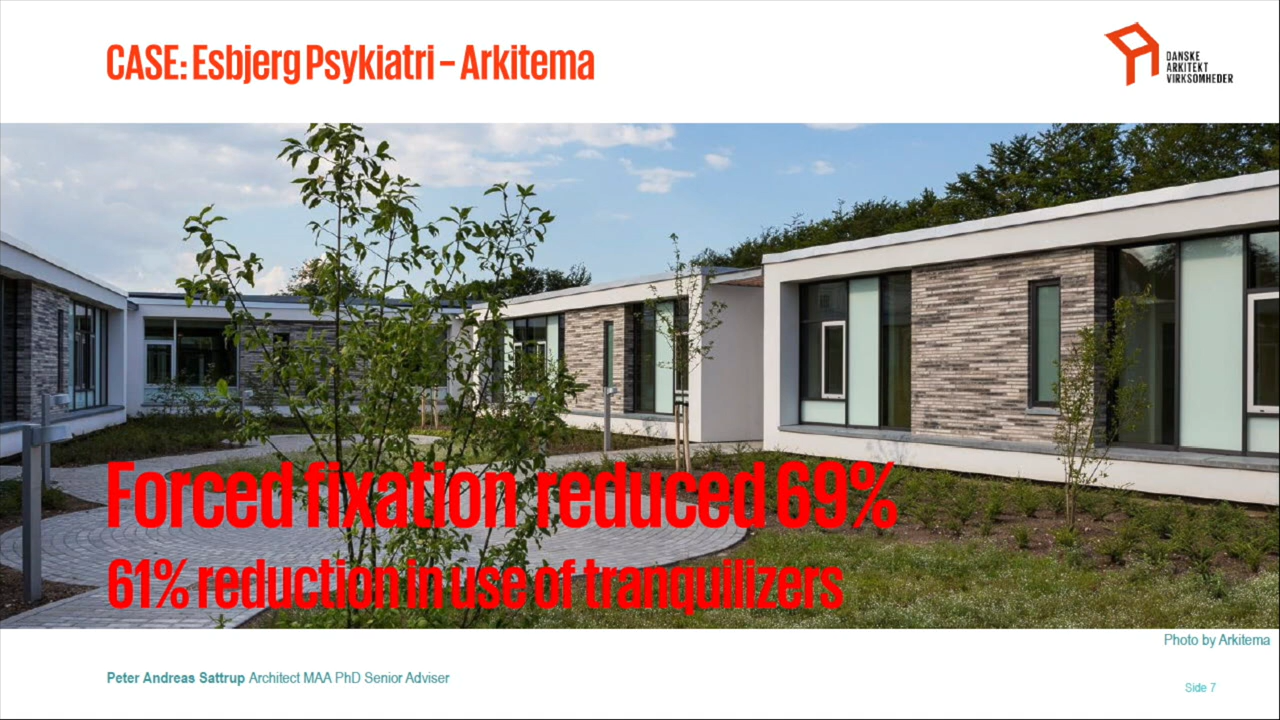 CASE: Esbjerg Psykiatri – Arkitema
DANSKE
ARKITEKT
VIRKSOMHEDER
Forced fixation reduced 69%
61% reduction in use of tranquilizers
Photo by Arkitema
Peter Andreas Sattrup Architect MAA PhD Senior Adviser
Side 7